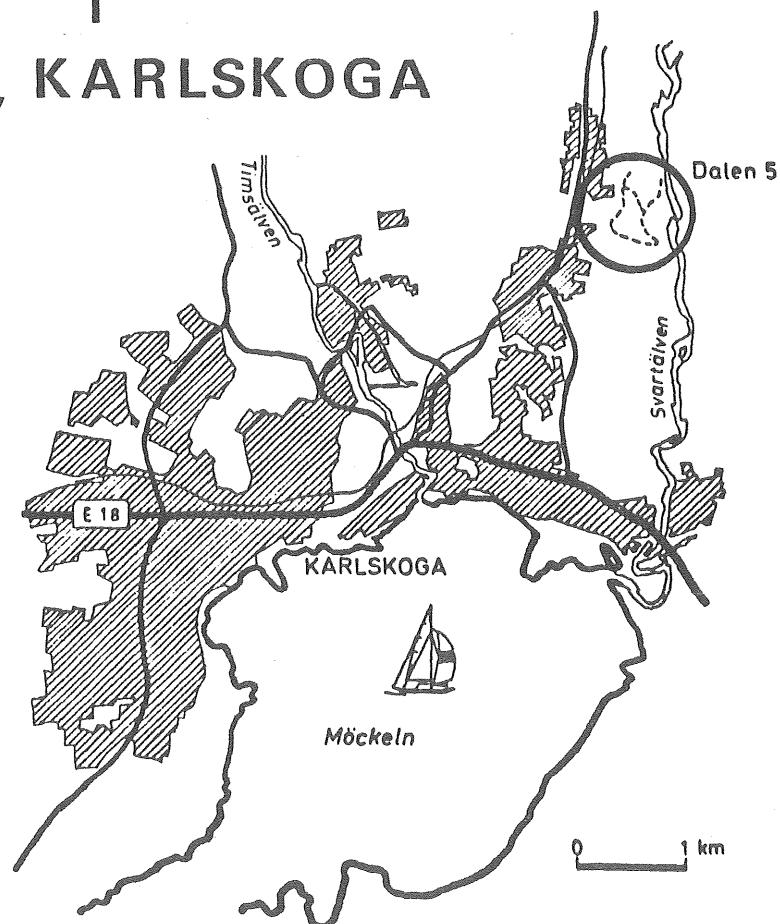 , KARLSKOGA
Timsälven
Dalen 5
Svartälven
E 18
KARLSKOGA
Möckeln
0 1 km